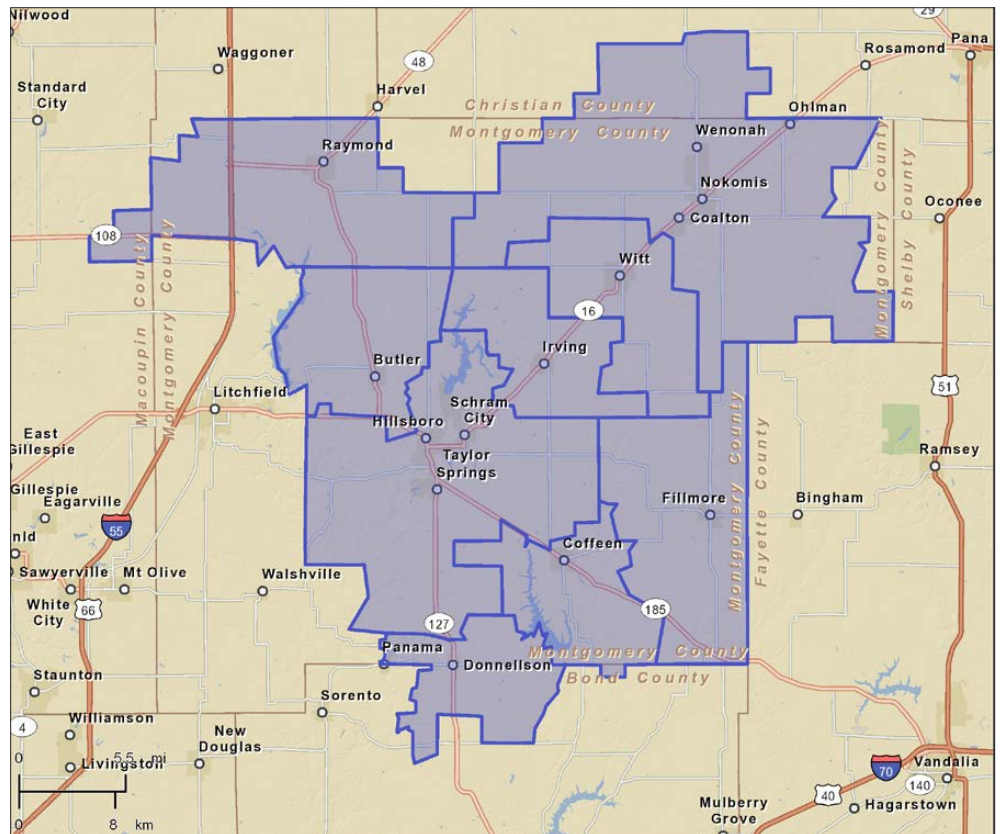 Nilwood
29
Waggoner
Rosamond
Pana
48
Standard
City
Harvel
Christian County
Montgomery County
Ohlman
Wenonah
Raymond
Nokomis
Coalton
Oconee
108
Macoupin County
Montgomery County
Montgomery County
Shelby County
Witt
16
Irving
Butler
51
Litchfield
Schram
City
Hillsboro
East
Gillespie
Taylor
Springs
Montgomery County
Fayette County
Ramsey
Gillespie
Eagarville
55
Fillmore
Bingham
Coffeen
Sawyerville
Mt Olive
Walshville
White
City
66
127
185
Panama
Donnellson
Montgomery County
Bond County
Staunton
Sorento
4
Williamson
New
Douglas
Livingston
0 5.5 mi
0 8 km
70
Vandalia
140
40
Hagarstown
Mulberry
Grove